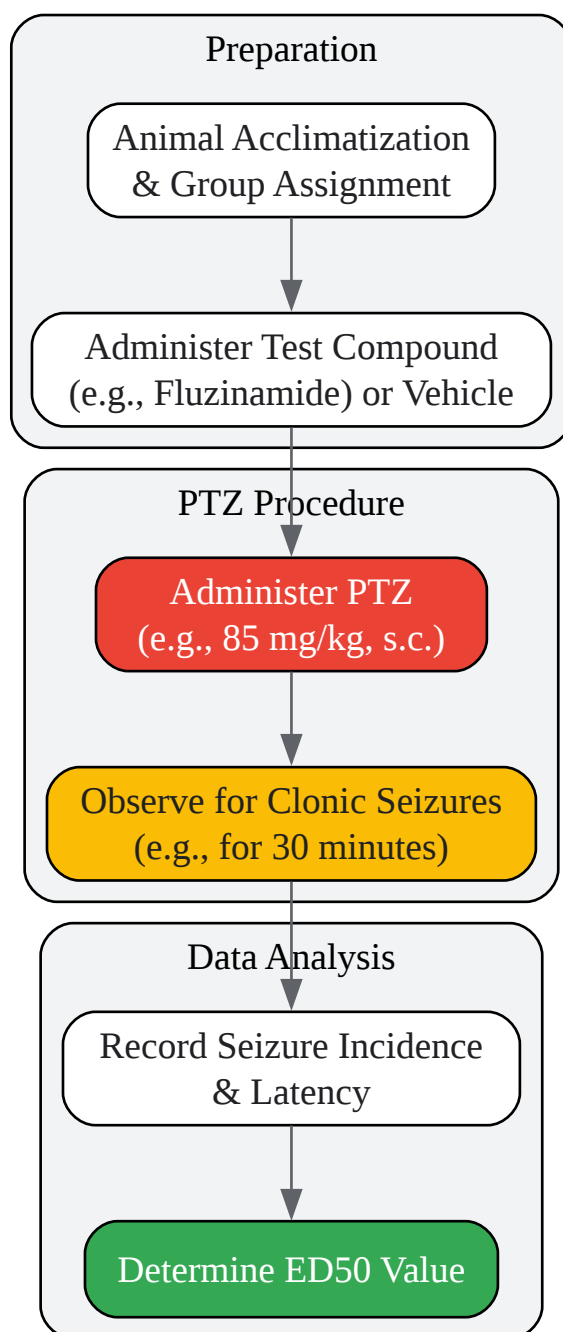 Preparation
Animal Acclimatization
& Group Assignment
Administer Test Compound
(e.g., Fluzinamide) or Vehicle
PTZ Procedure
Administer PTZ
(e.g., 85 mg/kg, s.c.)
Observe for Clonic Seizures
(e.g., for 30 minutes)
Data Analysis
Record Seizure Incidence
& Latency
Determine ED50 Value